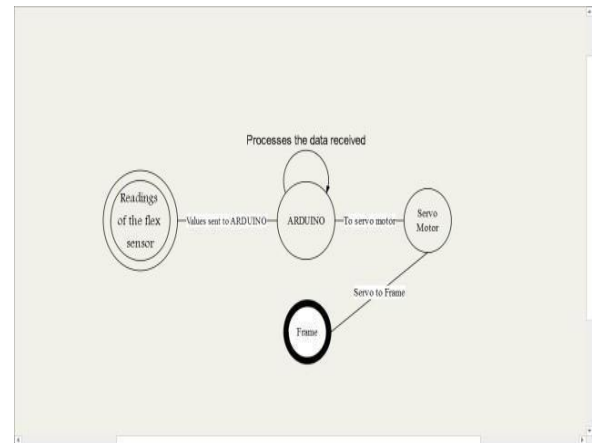 Processes the data received
Readings
of the flex
sensor
Values sent to ARDUINO
ARDUINO
To servo motor
Servo
Motor
Servo to Frame
Frame